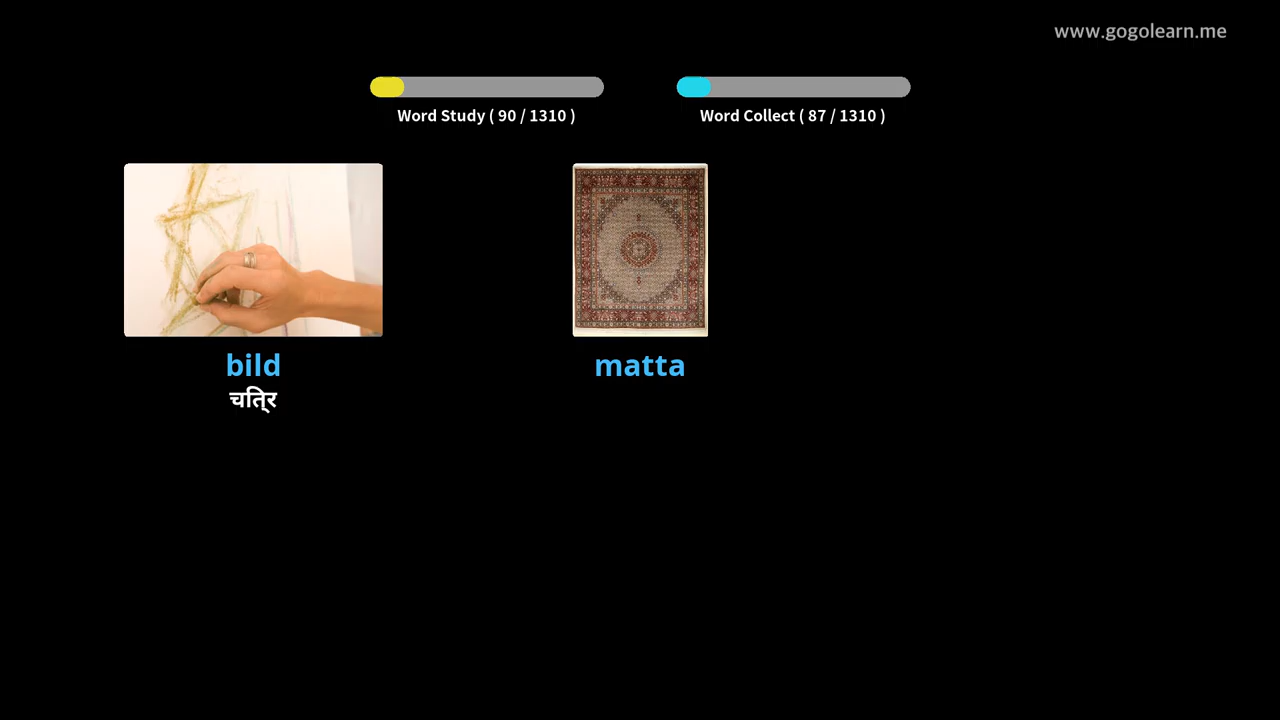 www.gogolearn.me
Word Study ( 90 / 1310 )
Word Collect ( 87 / 1310 )
bild
चित्र
matta